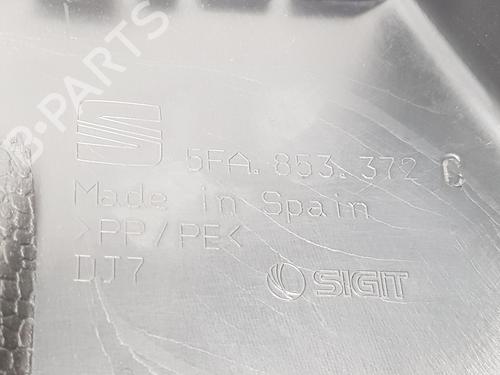 B-PARTS
5FA.853.372 C
Made in Spain
>PP/PE<
DJ7
SIGIT